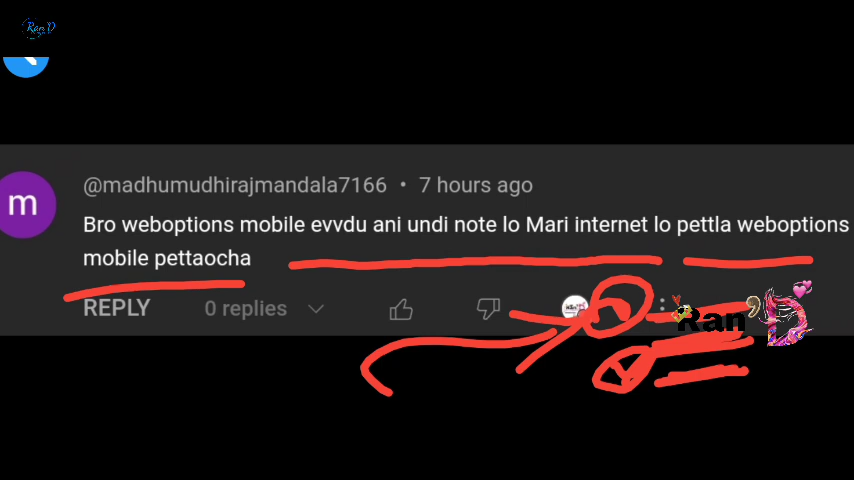 Ran'D
m
@madhumudhirajmandala7166 • 7 hours ago
Bro weboptions mobile evvdu ani undi note lo Mari internet lo pettla weboptions
mobile pettaocha
REPLY 0 replies
Ran'D